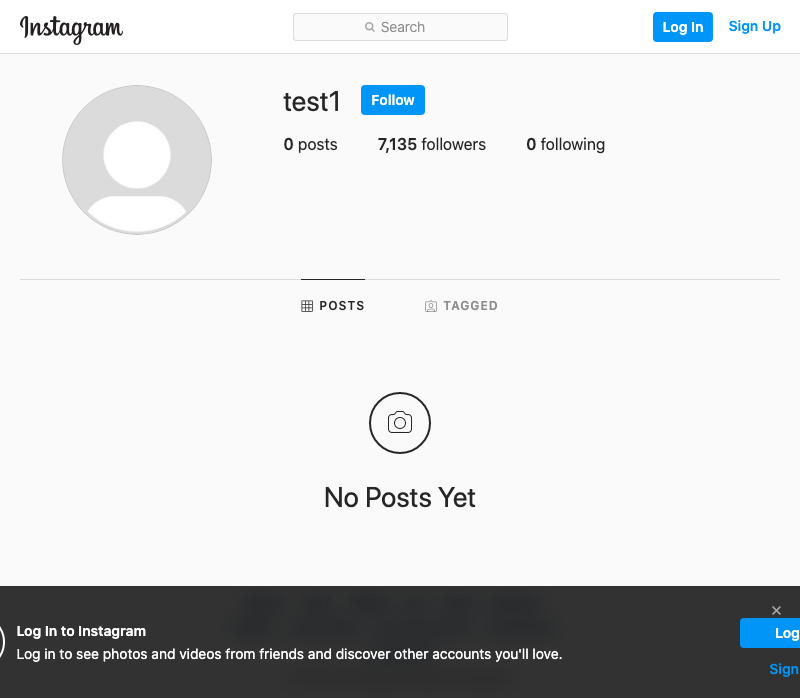 Instagram
Search
Log In
Sign Up
test1
Follow
0 posts 7,135 followers 0 following
POSTS
TAGGED
No Posts Yet
Log In to Instagram
Log in to see photos and videos from friends and discover other accounts you'll love.
Log
Sign